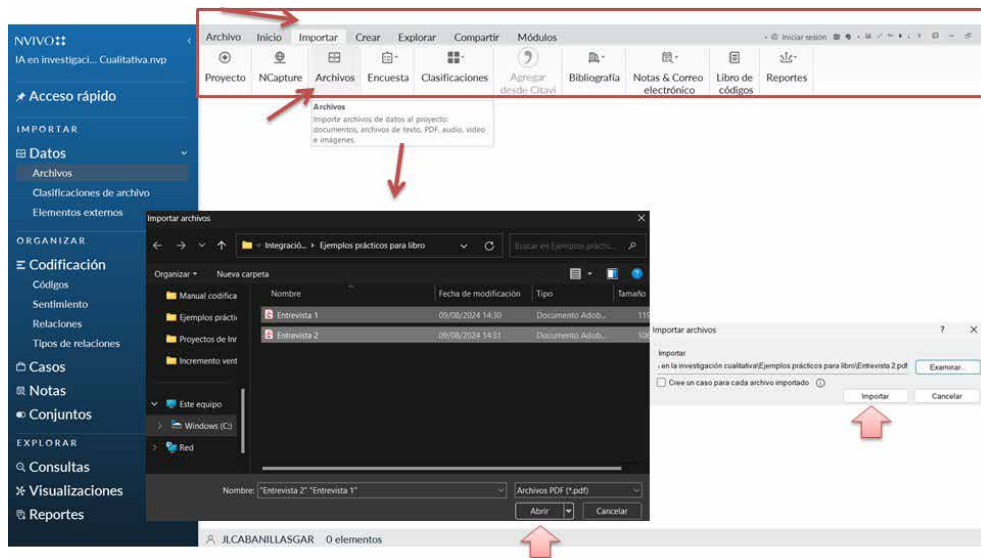 NVIVO
IA en investigaci... Cualitativa.nvp
Acceso rápido
IMPORTAR
Datos
Archivos
Clasificaciones de archivo
Elementos externos
ORGANIZAR
Codificación
Códigos
Sentimiento
Relaciones
Tipos de relaciones
Casos
Notas
Conjuntos
EXPLORAR
Consultas
Visualizaciones
Reportes
Archivo Inicio Importar Crear Explorar Compartir Módulos
Iniciar sesión
Proyecto NCapture Archivos Encuesta Clasificaciones Agregar desde Citavi Bibliografía Notas & Correo electrónico Libro de códigos Reportes
Archivos
Importe archivos de datos al proyecto:
documentos, archivos de texto, PDF, audio, video
e imágenes.
Importar archivos
Integració... › Ejemplos prácticos para libro
Buscar en Ejemplos práctic...
Organizar Nueva carpeta
Manual codifica
Ejemplos prácti
Proyectos de Inr
Incremento vent
Este equipo
Windows (C:)
Red
Nombre Fecha de modificación Tipo Tamaño
Entrevista 1 09/08/2024 14:30 Documento Adob...
Entrevista 2 09/08/2024 14:31 Documento Adob...
Nombre: "Entrevista 2" "Entrevista 1" Archivos PDF (*.pdf)
Abrir Cancelar
Importar archivos ? X
Importar
en la investigación cualitativa\Ejemplos prácticos para libro\Entrevista 2.pdf Examinar...
Cree un caso para cada archivo importado
Importar Cancelar
JLCABANILLASGAR 0 elementos